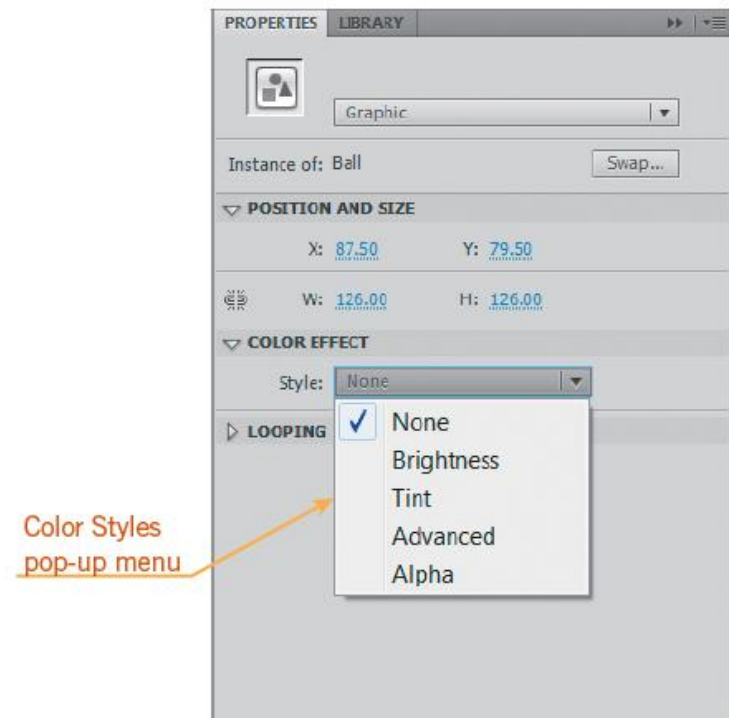 PROPERTIES LIBRARY
Graphic
Instance of: Ball Swap...
POSITION AND SIZE
X: 87.50 Y: 79.50
W: 126.00 H: 126.00
COLOR EFFECT
Style: None
LOOPING
None
Brightness
Tint
Advanced
Alpha
Color Styles
pop-up menu